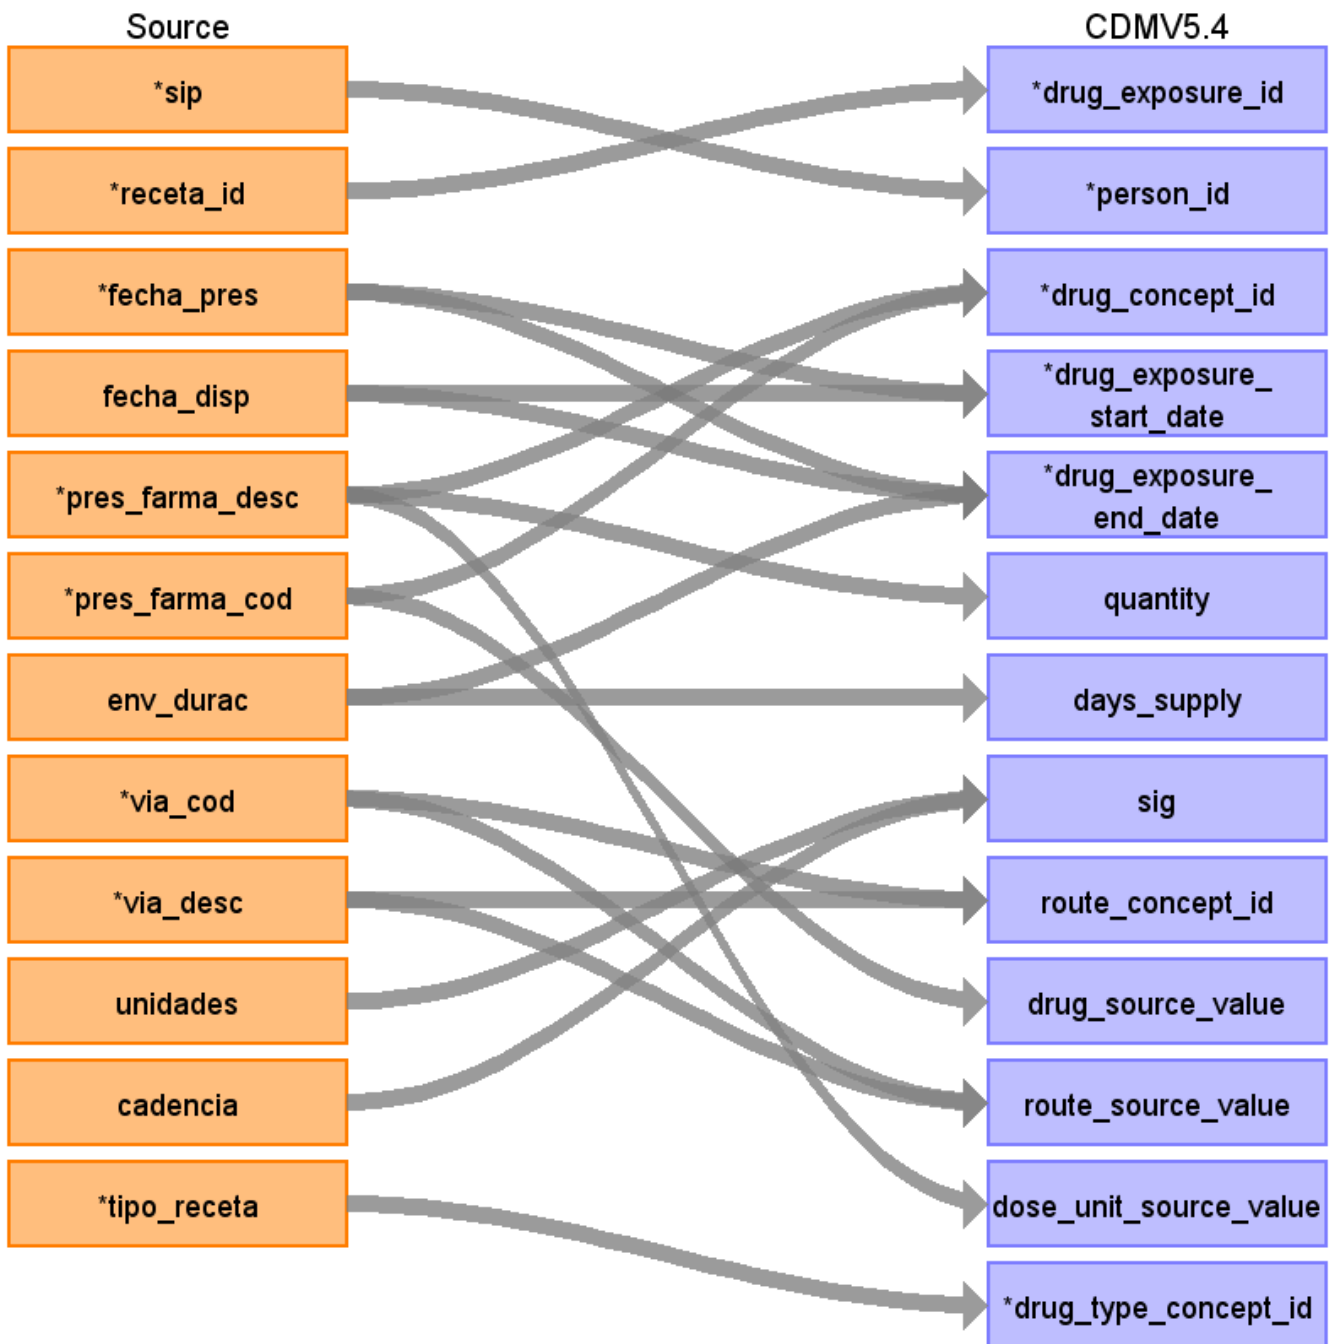 Source
CDMV5.4
*sip
*drug_exposure_id
*receta_id
*person_id
*fecha_pres
*drug_concept_id
fecha_disp
*drug_exposure_
start_date
*pres_farma_desc
*drug_exposure_
end_date
*pres_farma_cod
quantity
env_durac
days_supply
*via_cod
sig
*via_desc
route_concept_id
unidades
drug_source_value
cadencia
route_source_value
*tipo_receta
dose_unit_source_value
*drug_type_concept_id